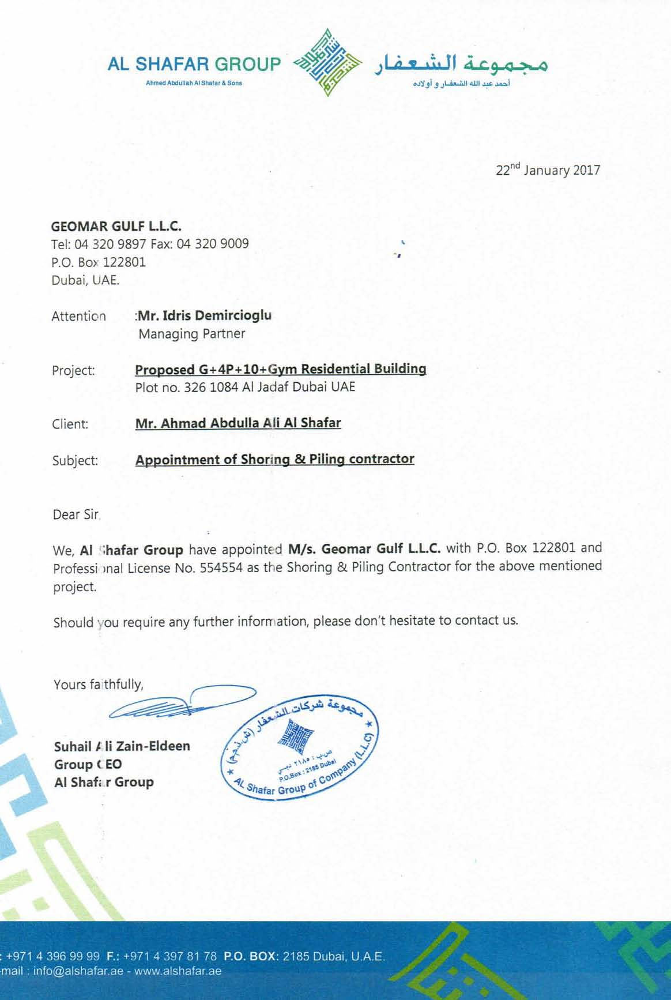 AL SHAFAR GROUP
Ahmed Abdullah Al Shafar & Sons
مجموعة الشعفار
أحمد عبد الله الشعفار و أولاده
22nd January 2017
GEOMAR GULF L.L.C.
Tel: 04 320 9897 Fax: 04 320 9009
P.O. Box 122801
Dubai, UAE.
Attention :Mr. Idris Demircioglu
Managing Partner
Project: Proposed G+4P+10+Gym Residential Building
Plot no. 326 1084 Al Jadaf Dubai UAE
Client: Mr. Ahmad Abdulla Ali Al Shafar
Subject: Appointment of Shoring & Piling contractor
Dear Sir,
We, Al Shafar Group have appointed M/s. Geomar Gulf L.L.C. with P.O. Box 122801 and
Professional License No. 554554 as the Shoring & Piling Contractor for the above mentioned
project.
Should you require any further information, please don't hesitate to contact us.
Yours faithfully,
Suhail Ali Zain-Eldeen
Group CEO
Al Shafar Group
مجموعة شركات الشعفار (ش.ذ.م.م)
ص.ب : ٢١٨٥ دبي
P.O.Box : 2185 Dubai
AL Shafar Group of Company (L.L.C)
: +971 4 396 99 99 F.: +971 4 397 81 78 P.O. BOX: 2185 Dubai, U.A.E.
-mail : info@alshafar.ae - www.alshafar.ae